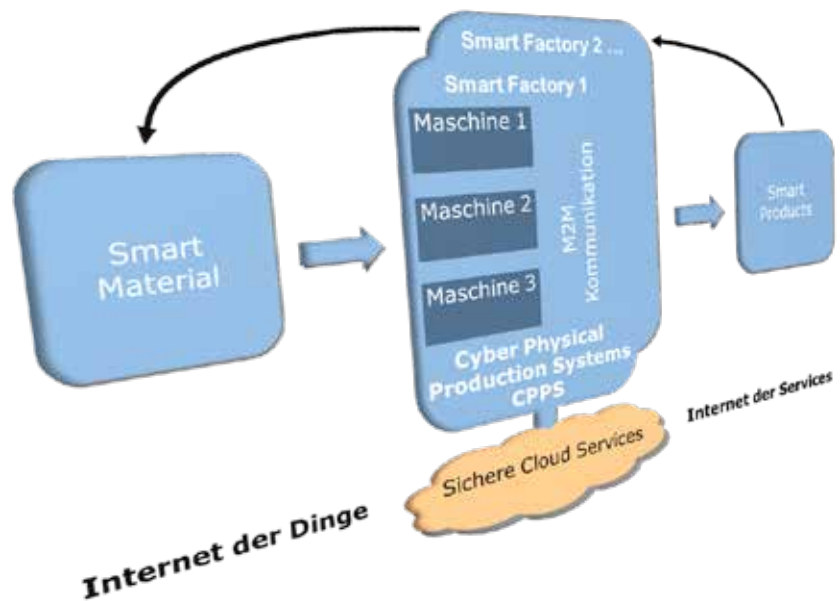 Smart Factory 2 ...
Smart Factory 1
Maschine 1
Maschine 2
Maschine 3
M2M
Kommunikation
Cyber Physical
Production Systems
CPPS
Smart
Material
Smart
Products
Sichere Cloud Services
Internet der Services
Internet der Dinge